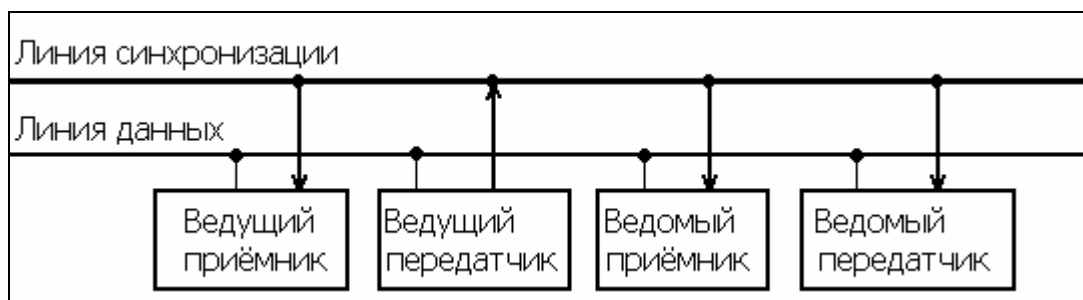 Линия синхронизации
Линия данных
Ведущий
приёмник
Ведущий
передатчик
Ведомый
приёмник
Ведомый
передатчик